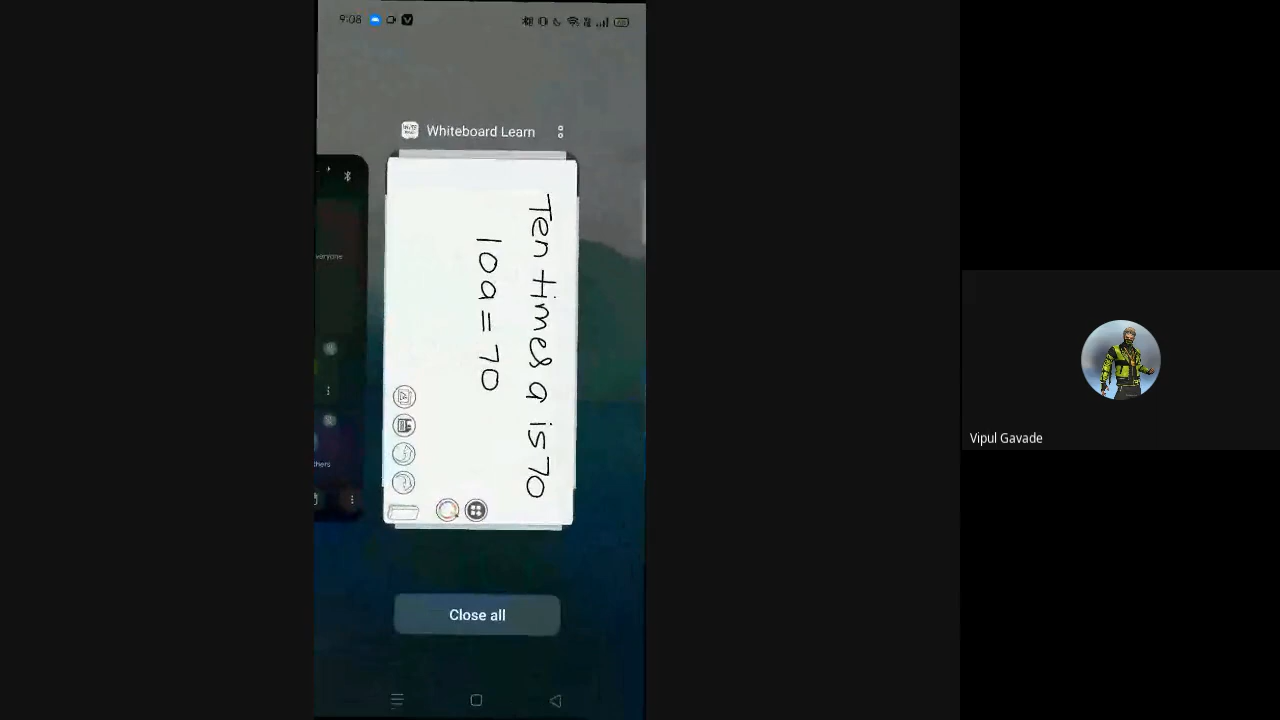 9:08
Whiteboard Learn
Ten times a is 70
10a = 70
Close all
Vipul Gavade